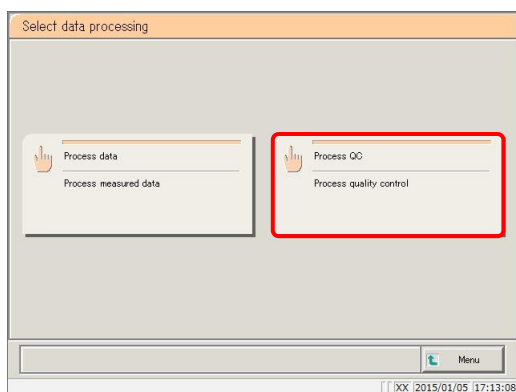 Select data processing
Process data
Process measured data
Process QC
Process quality control
Menu
XX 2015/01/05 17:13:08